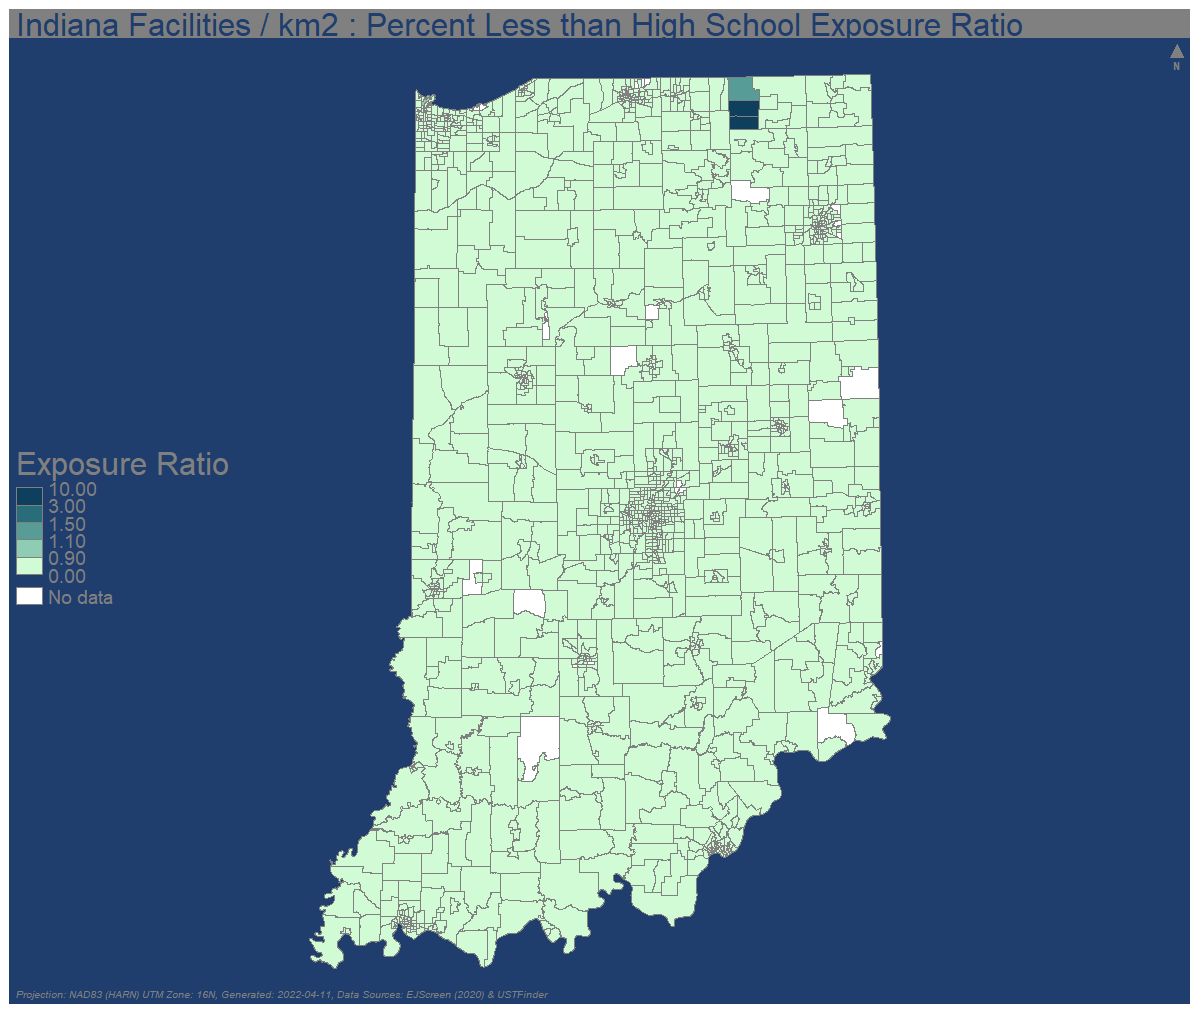 Indiana Facilities / km2 : Percent Less than High School Exposure Ratio
N
Exposure Ratio
10.00
3.00
1.50
1.10
0.90
0.00
No data
Projection: NAD83 (HARN) UTM Zone: 16N, Generated: 2022-04-11, Data Sources: EJScreen (2020) & USTFinder